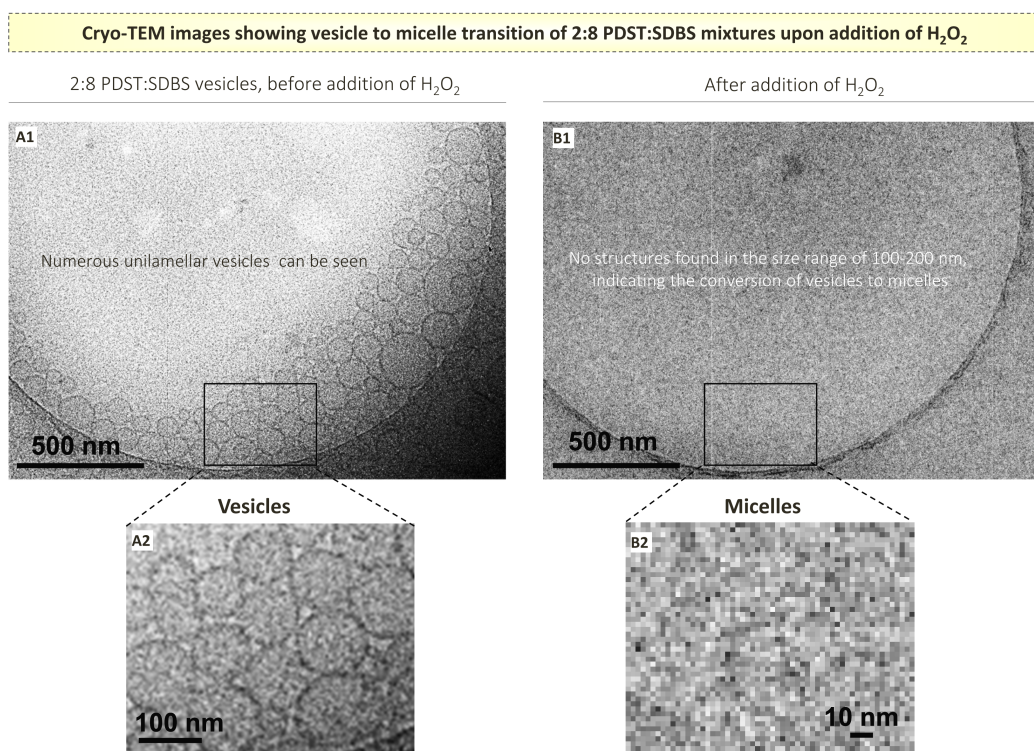 Cryo-TEM images showing vesicle to micelle transition of 2:8 PDST:SDBS mixtures upon addition of H₂O₂
2:8 PDST:SDBS vesicles, before addition of H₂O₂
After addition of H₂O₂
A1
Numerous unilamellar vesicles can be seen
500 nm
B1
No structures found in the size range of 100-200 nm,
indicating the conversion of vesicles to micelles
500 nm
Vesicles
A2
100 nm
Micelles
B2
10 nm